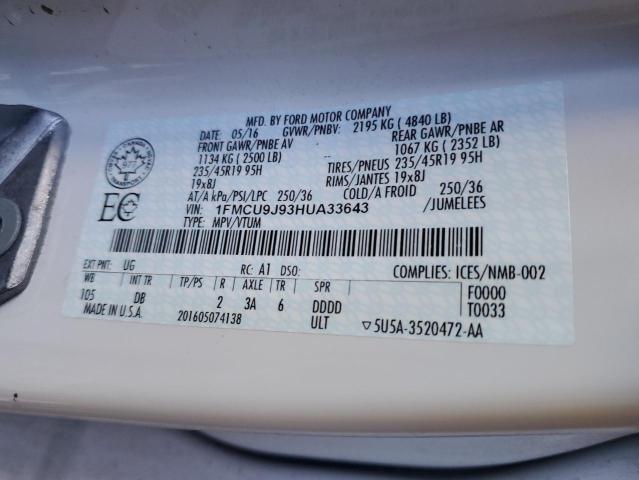 MFD. BY FORD MOTOR COMPANY
DATE: 05/16 GVWR/PNBV: 2195 KG ( 4840 LB)
FRONT GAWR/PNBE AV REAR GAWR/PNBE AR
1134 KG ( 2500 LB) 1067 KG ( 2352 LB)
235/45R19 95H TIRES/PNEUS 235/45R19 95H
19x8J RIMS/JANTES 19x8J
AT/A kPa/PSI/LPC 250/36 COLD/A FROID 250/36
VIN: 1FMCU9J93HUA33643 /JUMELEES
TYPE: MPV/VTUM
EC
EXT PNT: UG RC: A1 DSO: COMPLIES: ICES/NMB-002
WB INT TR TP/PS R AXLE TR SPR F0000
105 DB 2 3A 6 DDDD T0033
MADE IN U.S.A. 201605074138 ULT ▽5U5A-3520472-AA